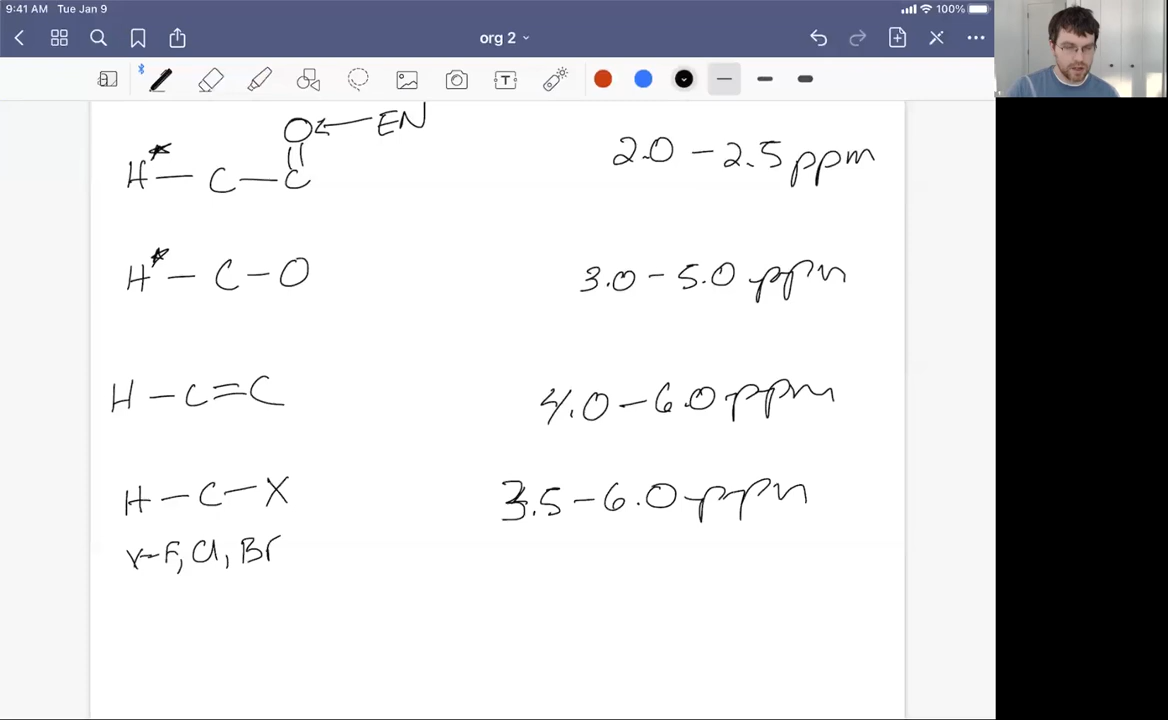 9:41 AM Tue Jan 9 100%
org 2
O ← EN
H* — C — C 2.0 – 2.5 ppm
H* — C – O 3.0 – 5.0 ppm
H — C = C 4.0 – 6.0 ppm
H — C — X 3.5 – 6.0 ppm
X = F, Cl, Br